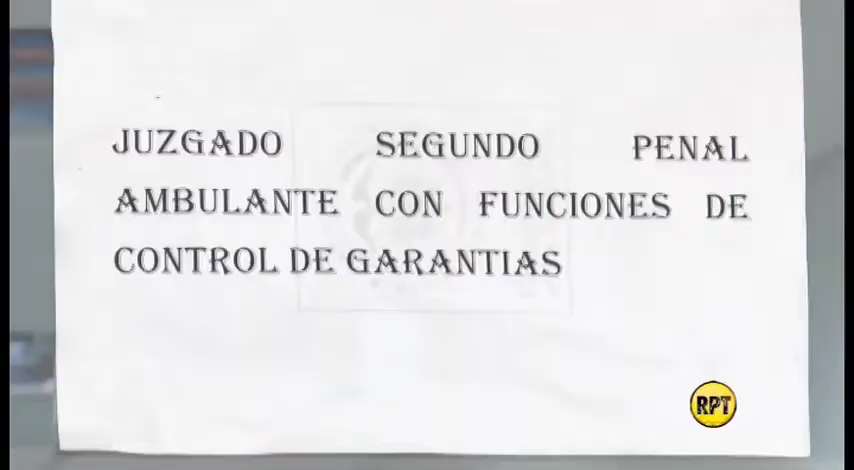 JUZGADO SEGUNDO PENAL
AMBULANTE CON FUNCIONES DE
CONTROL DE GARANTIAS
RPT